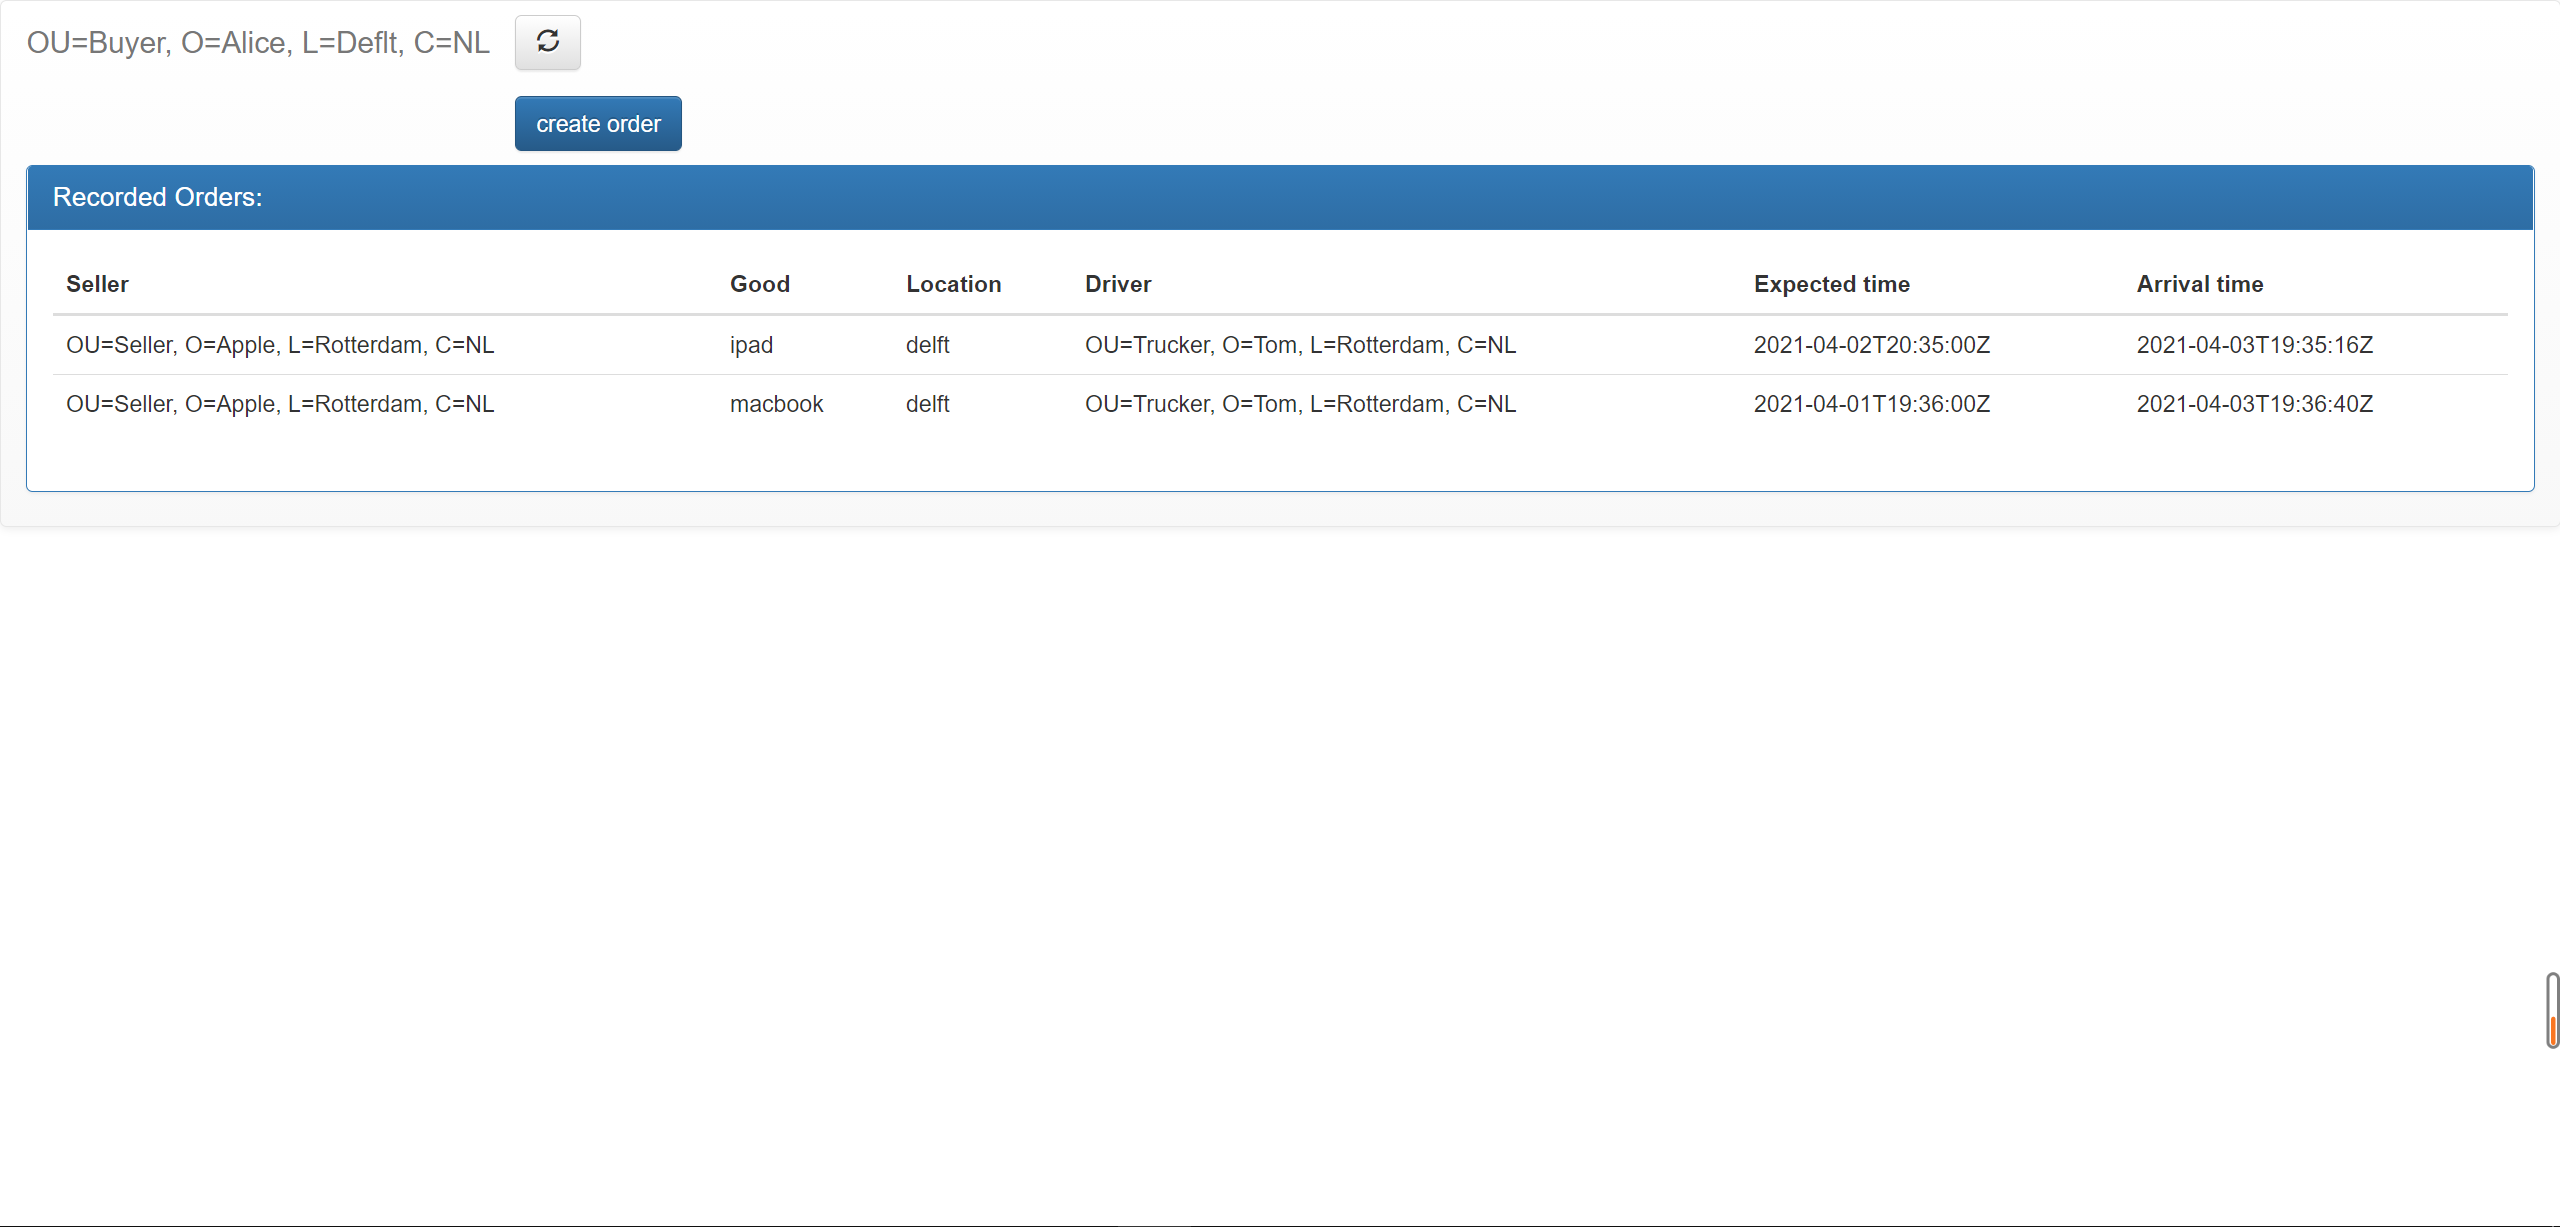 OU=Buyer, O=Alice, L=Deflt, C=NL
create order
Recorded Orders:
Seller Good Location Driver Expected time Arrival time
OU=Seller, O=Apple, L=Rotterdam, C=NL ipad delft OU=Trucker, O=Tom, L=Rotterdam, C=NL 2021-04-02T20:35:00Z 2021-04-03T19:35:16Z
OU=Seller, O=Apple, L=Rotterdam, C=NL macbook delft OU=Trucker, O=Tom, L=Rotterdam, C=NL 2021-04-01T19:36:00Z 2021-04-03T19:36:40Z